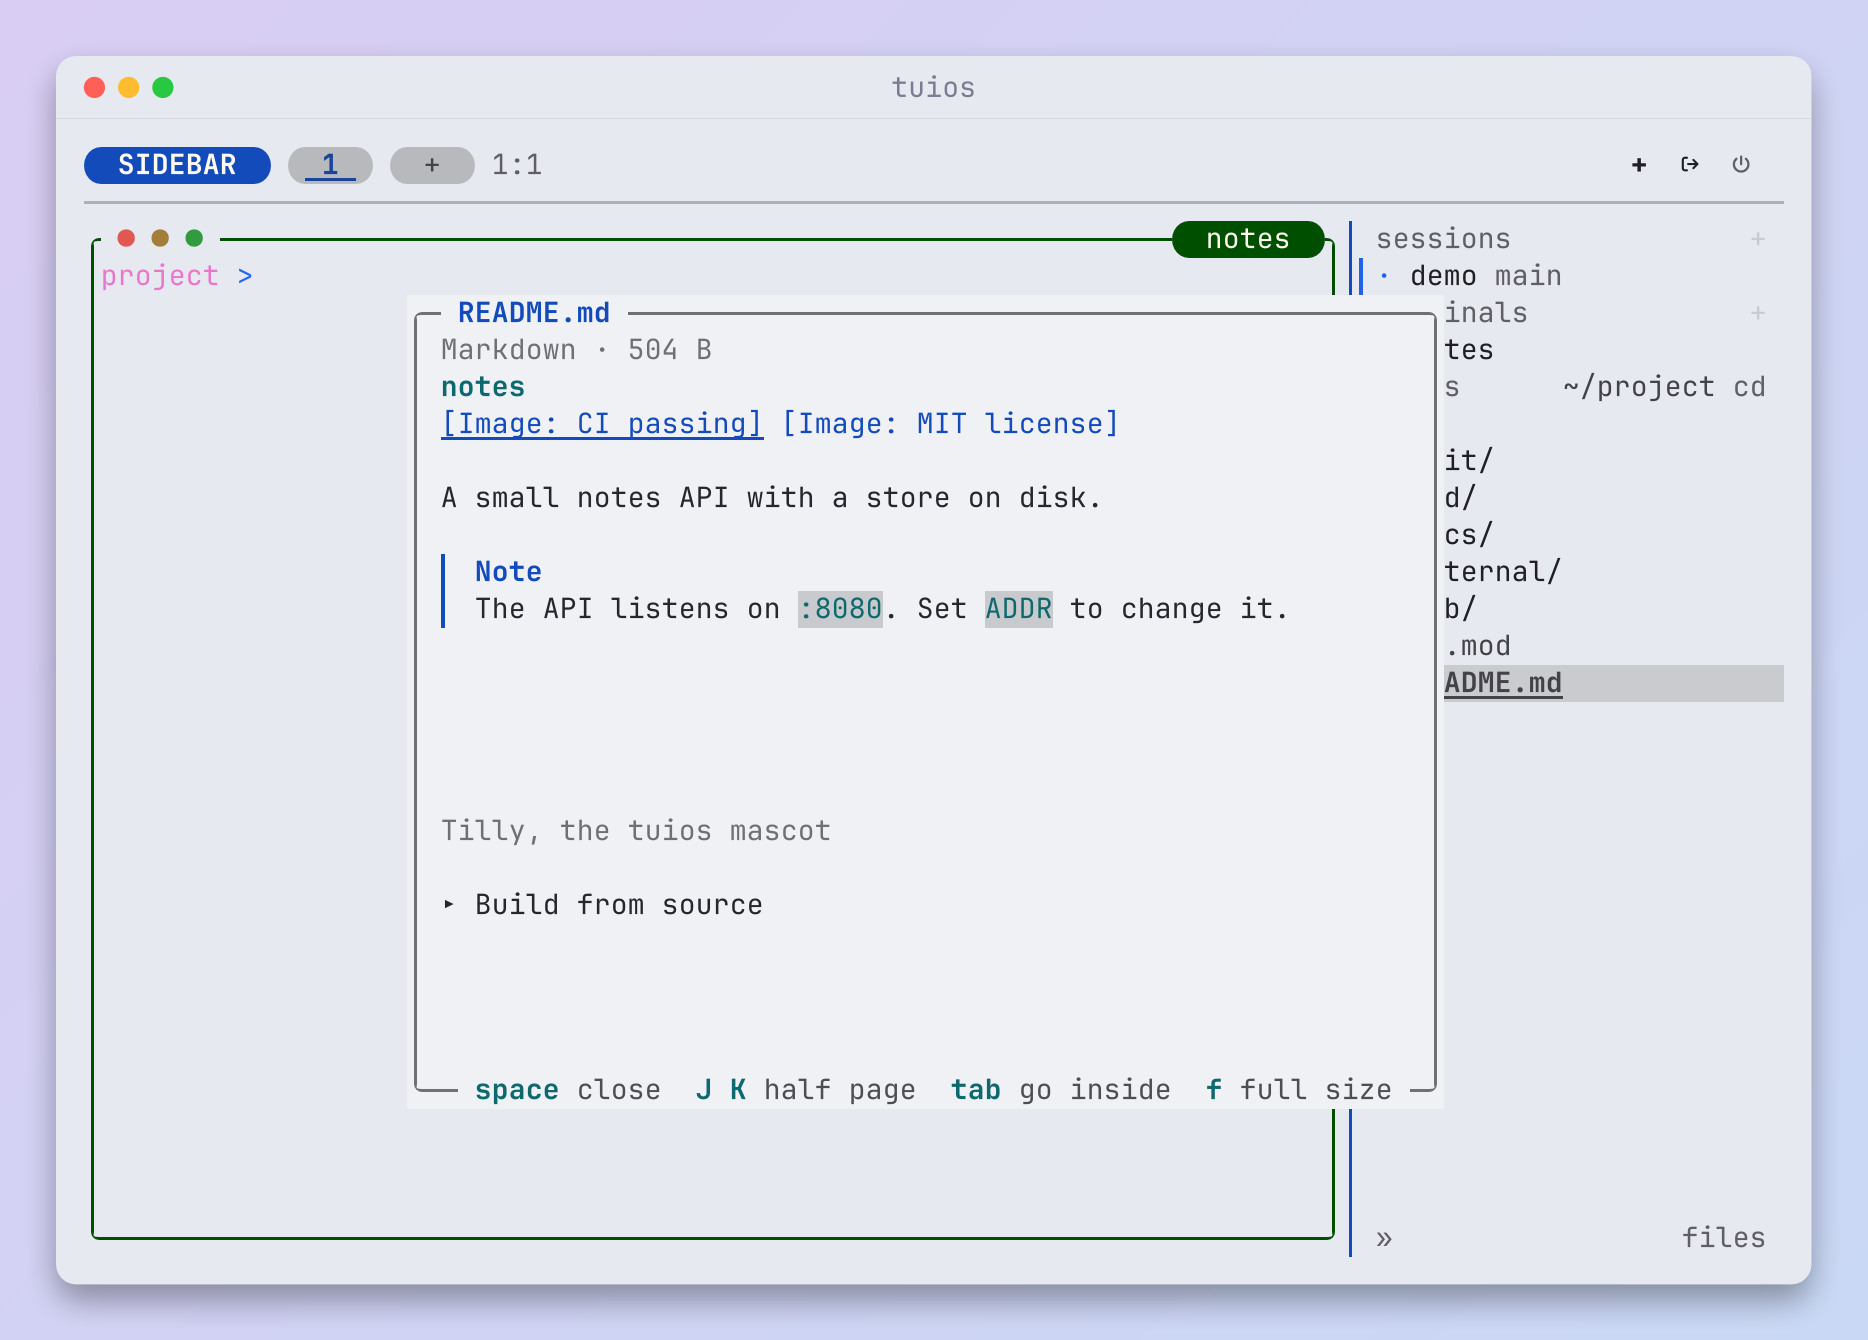 tuios
SIDEBAR 1 + 1:1 +
notes
sessions +
project >
· demo main
README.md
inals +
Markdown · 504 B
tes
notes
s ~/project cd
[Image: CI passing] [Image: MIT license]
it/
A small notes API with a store on disk.
d/
cs/
Note
ternal/
The API listens on :8080. Set ADDR to change it.
b/
.mod
ADME.md
Tilly, the tuios mascot
▸ Build from source
space close J K half page tab go inside f full size
» files